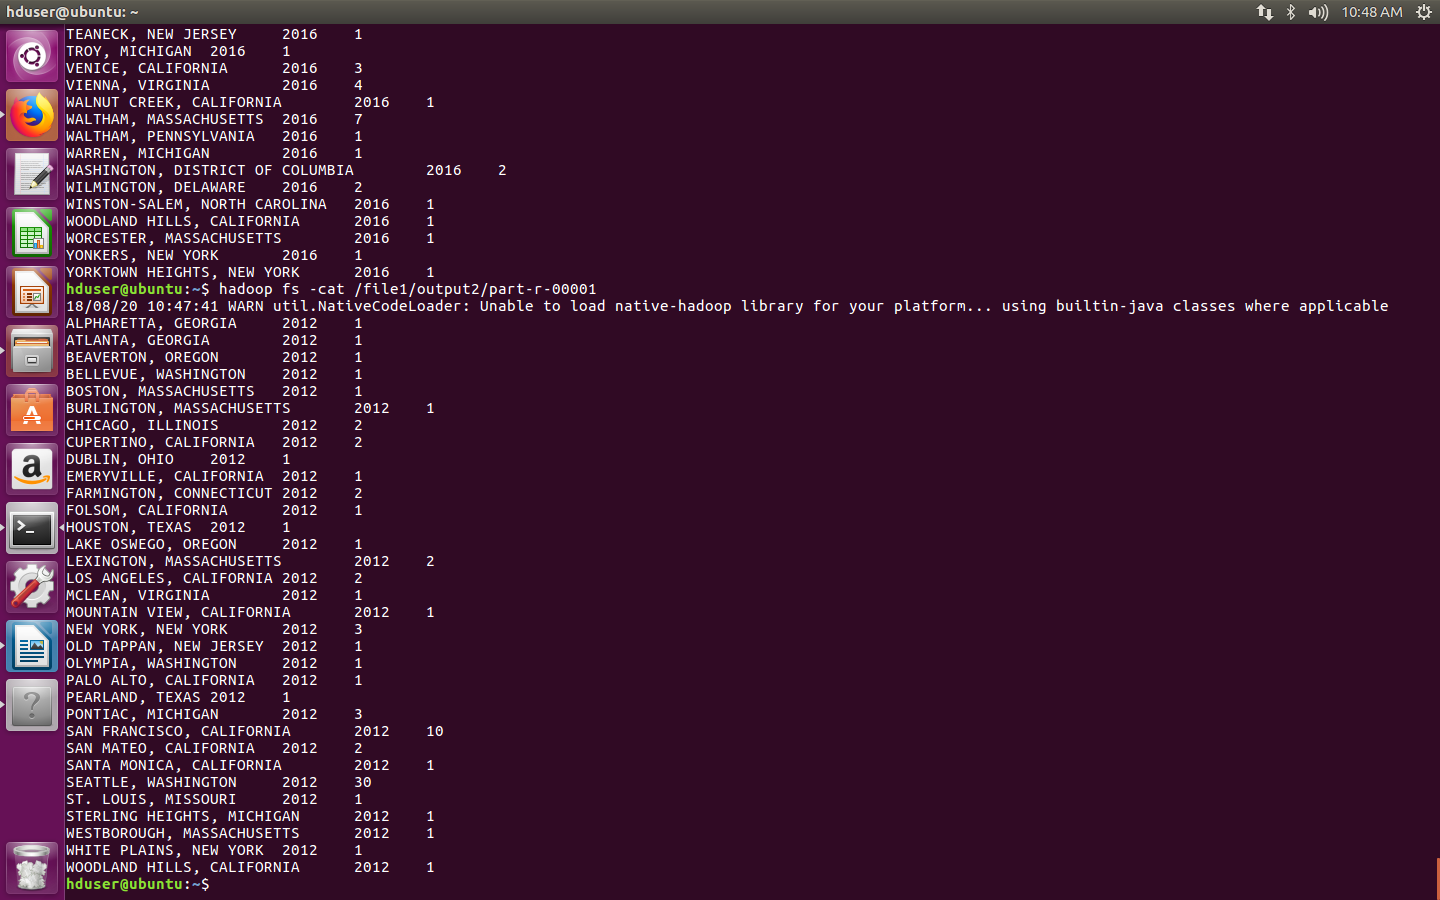 hduser@ubuntu: ~
10:48 AM
TEANECK, NEW JERSEY 2016 1
TROY, MICHIGAN 2016 1
VENICE, CALIFORNIA 2016 3
VIENNA, VIRGINIA 2016 4
WALNUT CREEK, CALIFORNIA 2016 1
WALTHAM, MASSACHUSETTS 2016 7
WALTHAM, PENNSYLVANIA 2016 1
WARREN, MICHIGAN 2016 1
WASHINGTON, DISTRICT OF COLUMBIA 2016 2
WILMINGTON, DELAWARE 2016 2
WINSTON-SALEM, NORTH CAROLINA 2016 1
WOODLAND HILLS, CALIFORNIA 2016 1
WORCESTER, MASSACHUSETTS 2016 1
YONKERS, NEW YORK 2016 1
YORKTOWN HEIGHTS, NEW YORK 2016 1
hduser@ubuntu:~$ hadoop fs -cat /file1/output2/part-r-00001
18/08/20 10:47:41 WARN util.NativeCodeLoader: Unable to load native-hadoop library for your platform... using builtin-java classes where applicable
ALPHARETTA, GEORGIA 2012 1
ATLANTA, GEORGIA 2012 1
BEAVERTON, OREGON 2012 1
BELLEVUE, WASHINGTON 2012 1
BOSTON, MASSACHUSETTS 2012 1
BURLINGTON, MASSACHUSETTS 2012 1
CHICAGO, ILLINOIS 2012 2
CUPERTINO, CALIFORNIA 2012 2
DUBLIN, OHIO 2012 1
EMERYVILLE, CALIFORNIA 2012 1
FARMINGTON, CONNECTICUT 2012 2
FOLSOM, CALIFORNIA 2012 1
HOUSTON, TEXAS 2012 1
LAKE OSWEGO, OREGON 2012 1
LEXINGTON, MASSACHUSETTS 2012 2
LOS ANGELES, CALIFORNIA 2012 2
MCLEAN, VIRGINIA 2012 1
MOUNTAIN VIEW, CALIFORNIA 2012 1
NEW YORK, NEW YORK 2012 3
OLD TAPPAN, NEW JERSEY 2012 1
OLYMPIA, WASHINGTON 2012 1
PALO ALTO, CALIFORNIA 2012 1
PEARLAND, TEXAS 2012 1
PONTIAC, MICHIGAN 2012 3
SAN FRANCISCO, CALIFORNIA 2012 10
SAN MATEO, CALIFORNIA 2012 2
SANTA MONICA, CALIFORNIA 2012 1
SEATTLE, WASHINGTON 2012 30
ST. LOUIS, MISSOURI 2012 1
STERLING HEIGHTS, MICHIGAN 2012 1
WESTBOROUGH, MASSACHUSETTS 2012 1
WHITE PLAINS, NEW YORK 2012 1
WOODLAND HILLS, CALIFORNIA 2012 1
hduser@ubuntu:~$